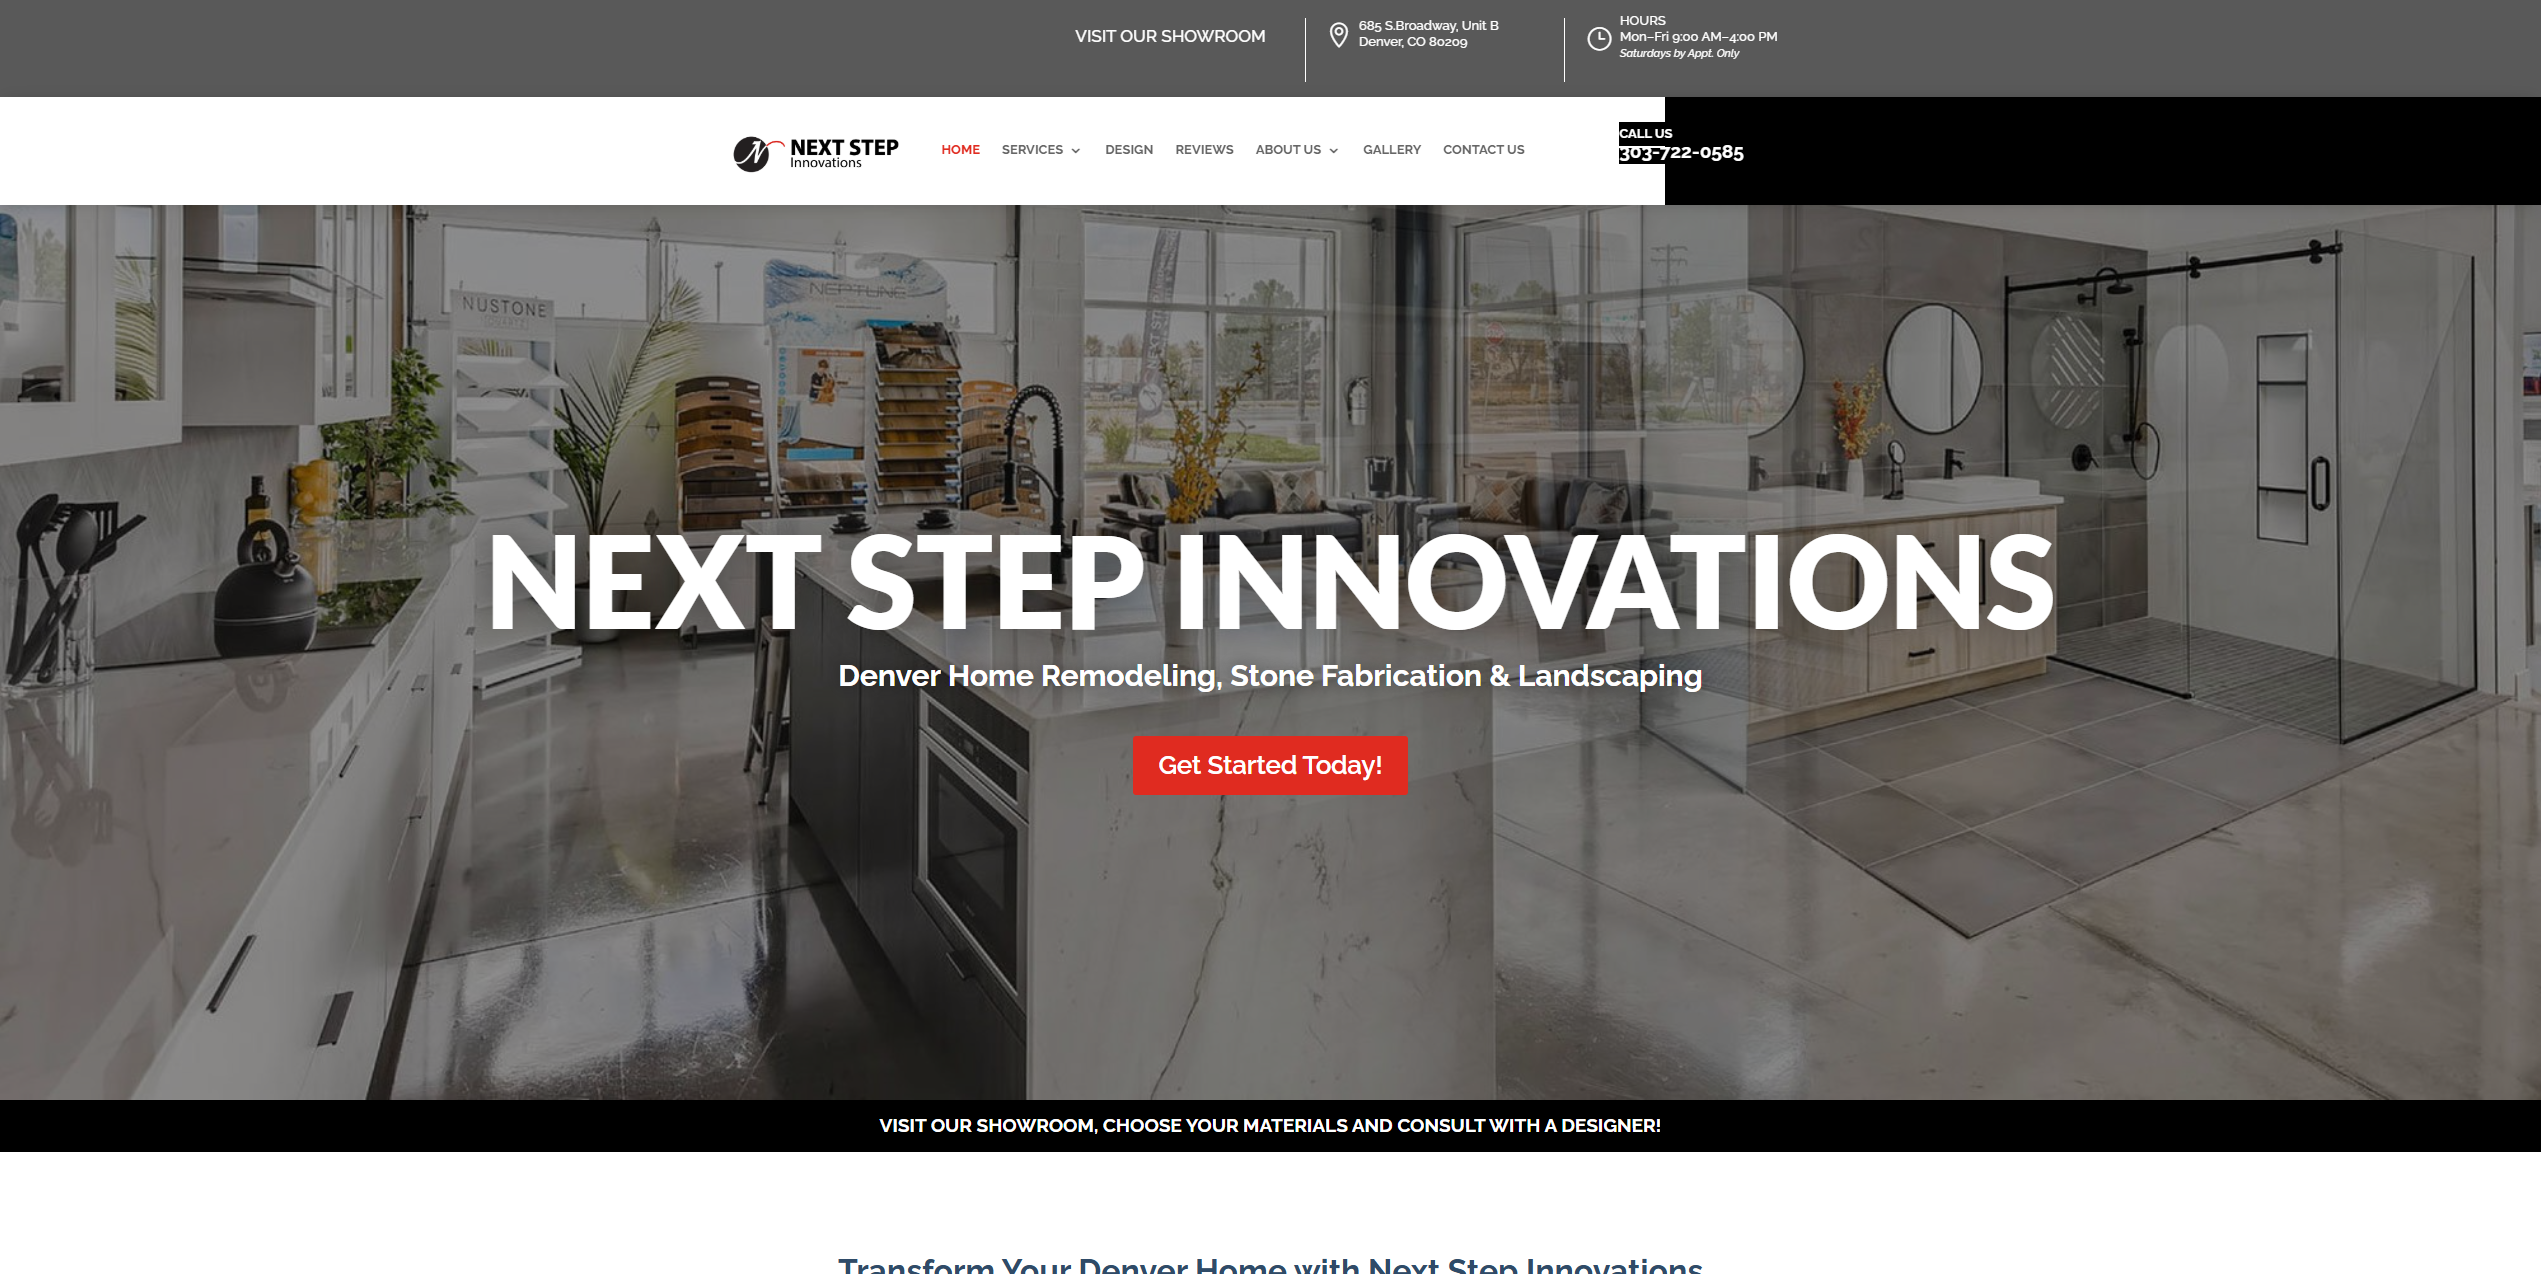 VISIT OUR SHOWROOM
685 S.Broadway, Unit B
Denver, CO 80209
HOURS
Mon–Fri 9:00 AM–4:00 PM
Saturdays by Appt. Only
NEXT STEP
Innovations
HOME SERVICES DESIGN REVIEWS ABOUT US GALLERY CONTACT US
CALL US
303-722-0585
NUSTONE
QUARTZ
NEPTUNE
NEXT STEP INNOVATIONS
Denver Home Remodeling, Stone Fabrication & Landscaping
Get Started Today!
VISIT OUR SHOWROOM, CHOOSE YOUR MATERIALS AND CONSULT WITH A DESIGNER!
Transform Your Denver Home with Next Step Innovations